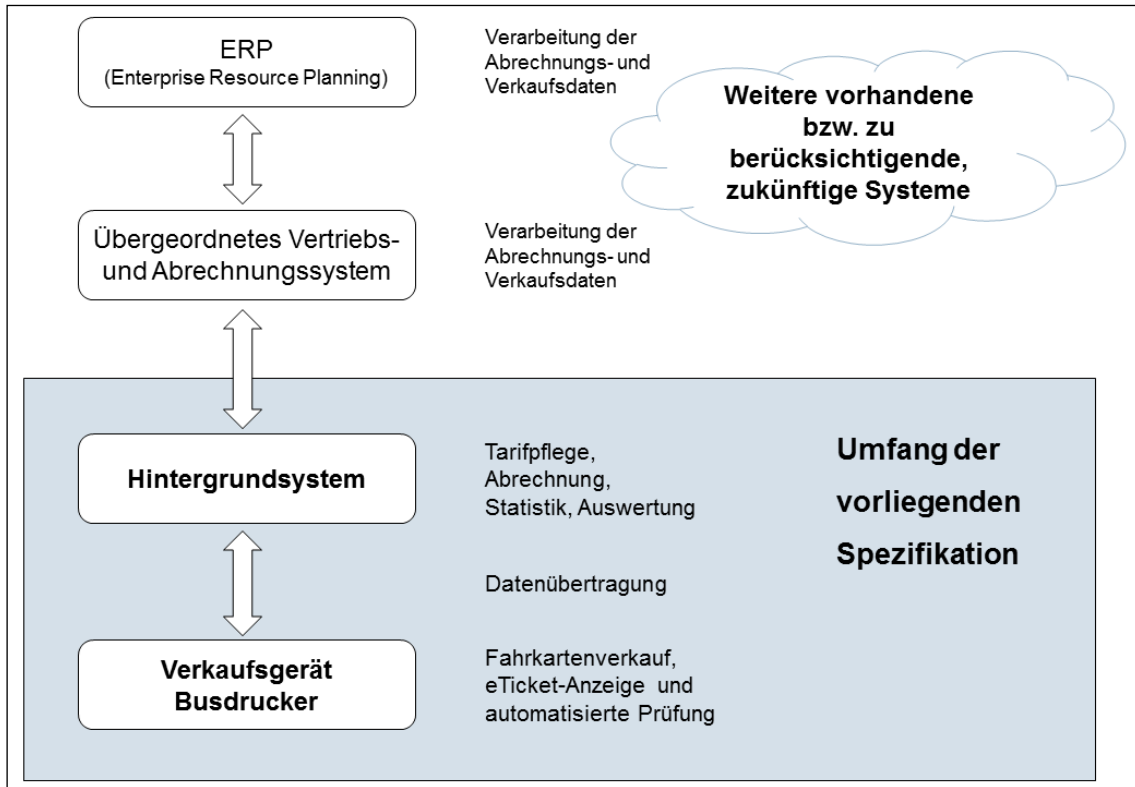 ERP
(Enterprise Resource Planning)
Verarbeitung der
Abrechnungs- und
Verkaufsdaten
Weitere vorhandene
bzw. zu
berücksichtigende,
zukünftige Systeme
Übergeordnetes Vertriebs-
und Abrechnungssystem
Verarbeitung der
Abrechnungs- und
Verkaufsdaten
Hintergrundsystem
Tarifpflege,
Abrechnung,
Statistik, Auswertung
Umfang der
vorliegenden
Spezifikation
Datenübertragung
Verkaufsgerät
Busdrucker
Fahrkartenverkauf,
eTicket-Anzeige und
automatisierte Prüfung